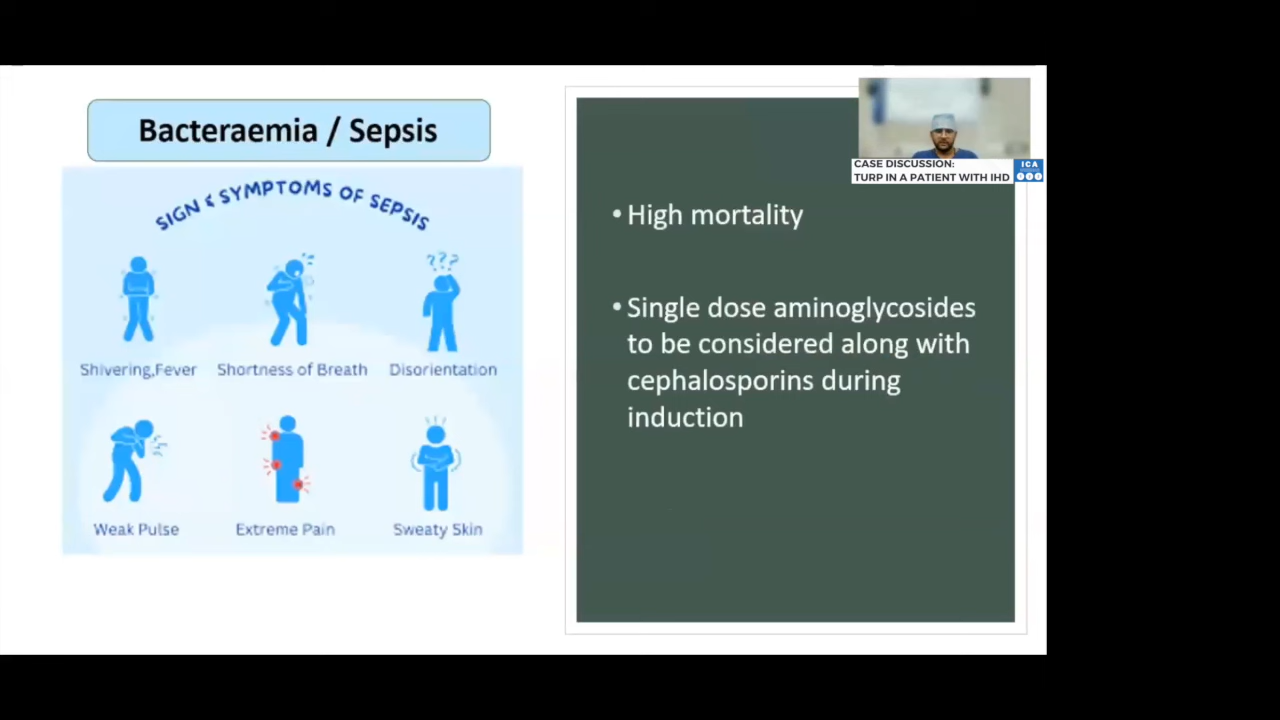 Bacteraemia / Sepsis
SIGN & SYMPTOMS OF SEPSIS
???
Shivering,Fever
Shortness of Breath
Disorientation
Weak Pulse
Extreme Pain
Sweaty Skin
CASE DISCUSSION:
TURP IN A PATIENT WITH IHD
ICA
• High mortality
• Single dose aminoglycosides
to be considered along with
cephalosporins during
induction